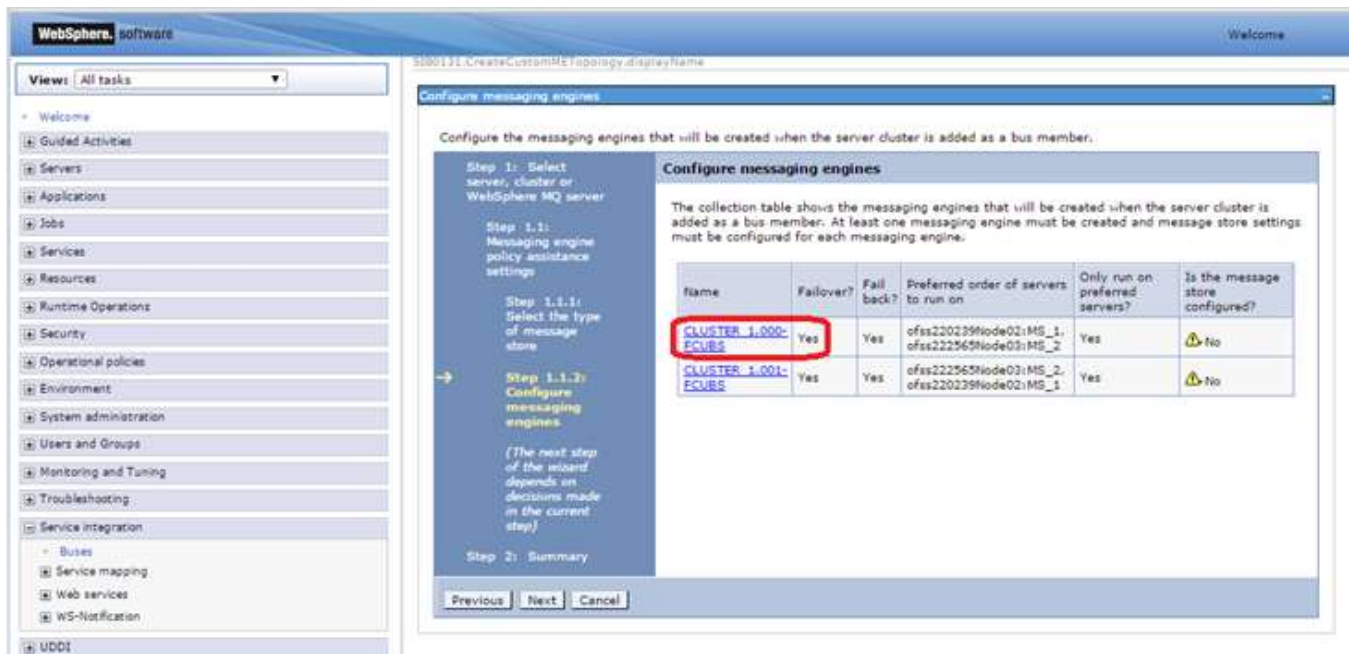 WebSphere. software
Welcome
View: All tasks
SIB0131.CreateCustomMETopology.displayName
Configure messaging engines
Welcome
Guided Activities
Servers
Applications
Jobs
Services
Resources
Runtime Operations
Security
Operational policies
Environment
System administration
Users and Groups
Monitoring and Tuning
Troubleshooting
Service integration
Buses
Service mapping
Web services
WS-Notification
UDDI
Configure the messaging engines that will be created when the server cluster is added as a bus member.
Step 1: Select
server, cluster or
WebSphere MQ server
Step 1.1:
Messaging engine
policy assistance
settings
Step 1.1.1:
Select the type
of message
store
Step 1.1.2:
Configure
messaging
engines
(The next step
of the wizard
depends on
decisions made
in the current
step)
Step 2: Summary
Configure messaging engines
The collection table shows the messaging engines that will be created when the server cluster is
added as a bus member. At least one messaging engine must be created and message store settings
must be configured for each messaging engine.
Name
Failover?
Fail
back?
Preferred order of servers
to run on
Only run on
preferred
servers?
Is the message
store
configured?
CLUSTER_1.000-
FCUBS
Yes
Yes
ofss220239Node02:MS_1,
ofss222565Node03:MS_2
Yes
No
CLUSTER_1.001-
FCUBS
Yes
Yes
ofss222565Node03:MS_2,
ofss220239Node02:MS_1
Yes
No
Previous Next Cancel